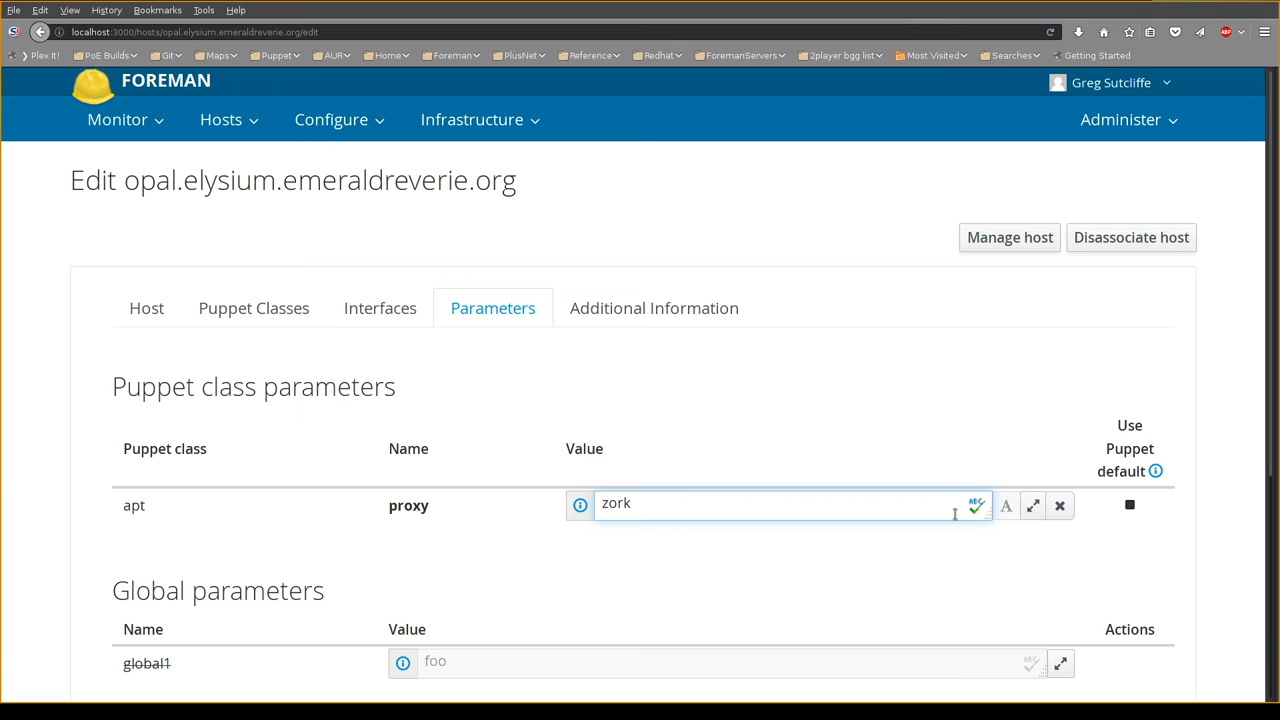 File Edit View History Bookmarks Tools Help
localhost:3000/hosts/opal.elysium.emeraldreverie.org/edit
❯ Plex It! PoE Builds Git Maps Puppet AUR Home Foreman PlusNet Reference Redhat ForemanServers 2player bgg list Most Visited Searches Getting Started
FOREMAN
Greg Sutcliffe
Monitor Hosts Configure Infrastructure Administer
Edit opal.elysium.emeraldreverie.org
Manage host Disassociate host
Host Puppet Classes Interfaces Parameters Additional Information
Puppet class parameters
Use
Puppet class Name Value Puppet
default
apt proxy zork A
Global parameters
Name Value Actions
global1 foo